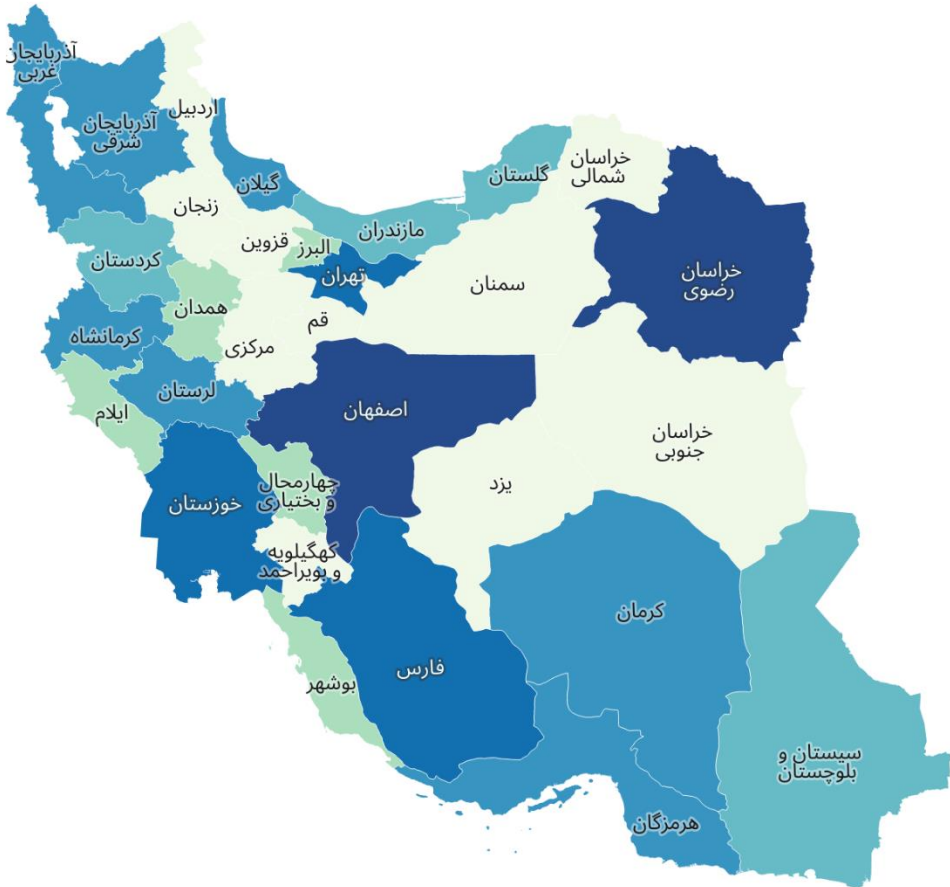 آذربایجان
غربی
آذربایجان
شرقی
اردبیل
گیلان
زنجان
قزوین
البرز
مازندران
گلستان
خراسان
شمالی
خراسان
رضوی
تهران
سمنان
کردستان
همدان
قم
مرکزی
کرمانشاه
لرستان
ایلام
اصفهان
خراسان
جنوبی
یزد
خوزستان
چهارمحال
و بختیاری
کهگیلویه
و بویراحمد
فارس
بوشهر
کرمان
سیستان و
بلوچستان
هرمزگان